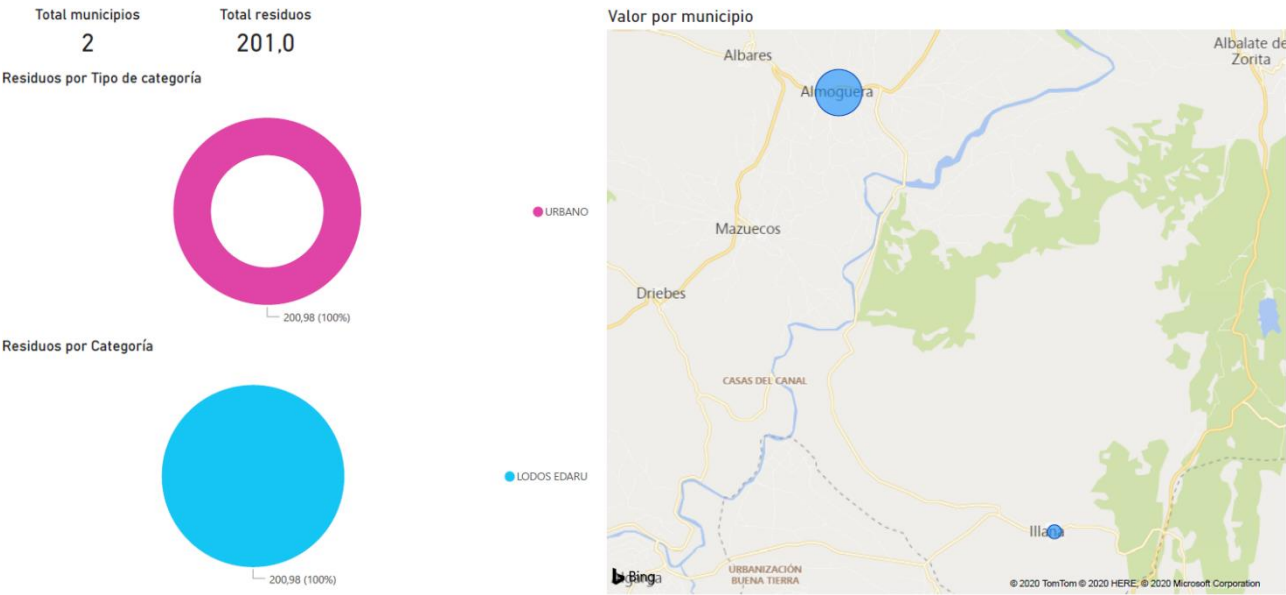 Total municipios
2
Total residuos
201,0
Residuos por Tipo de categoría
URBANO
200,98 (100%)
Residuos por Categoría
LODOS EDARU
200,98 (100%)
Valor por municipio
Albares
Albalate de
Zorita
Almoguera
Mazuecos
Driebes
CASAS DEL CANAL
Illana
URBANIZACIÓN
BUENA TIERRA
Bing
© 2020 TomTom © 2020 HERE, © 2020 Microsoft Corporation